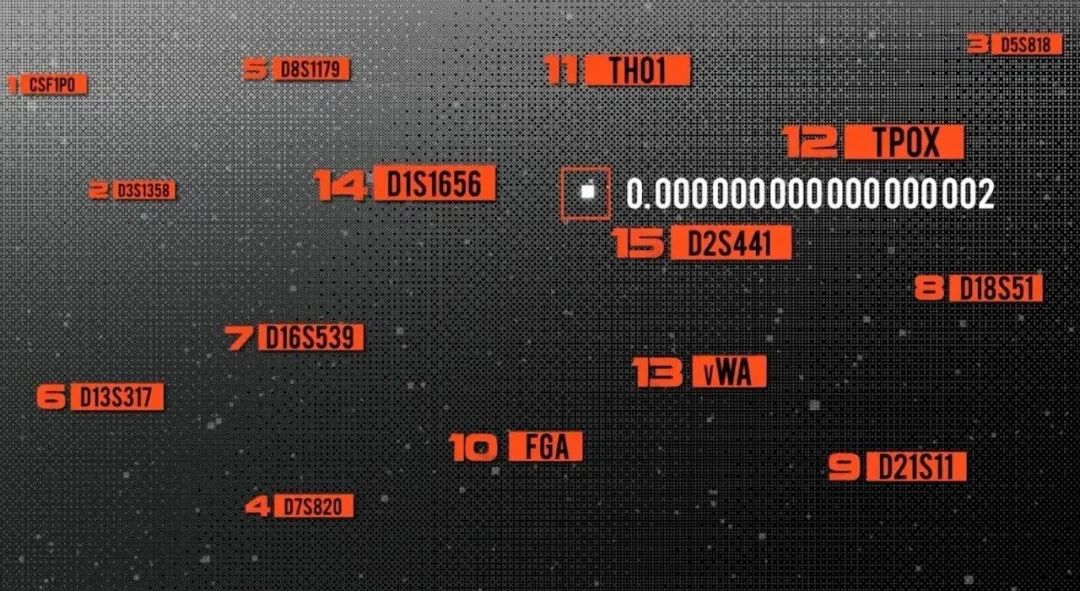 3 D5S818
5 D8S1179
11 TH01
1 CSF1PO
12 TPOX
14 D1S1656
2 D3S1358
0.000000000000000002
15 D2S441
8 D18S51
7 D16S539
13 vWA
6 D13S317
10 FGA
9 D21S11
4 D7S820